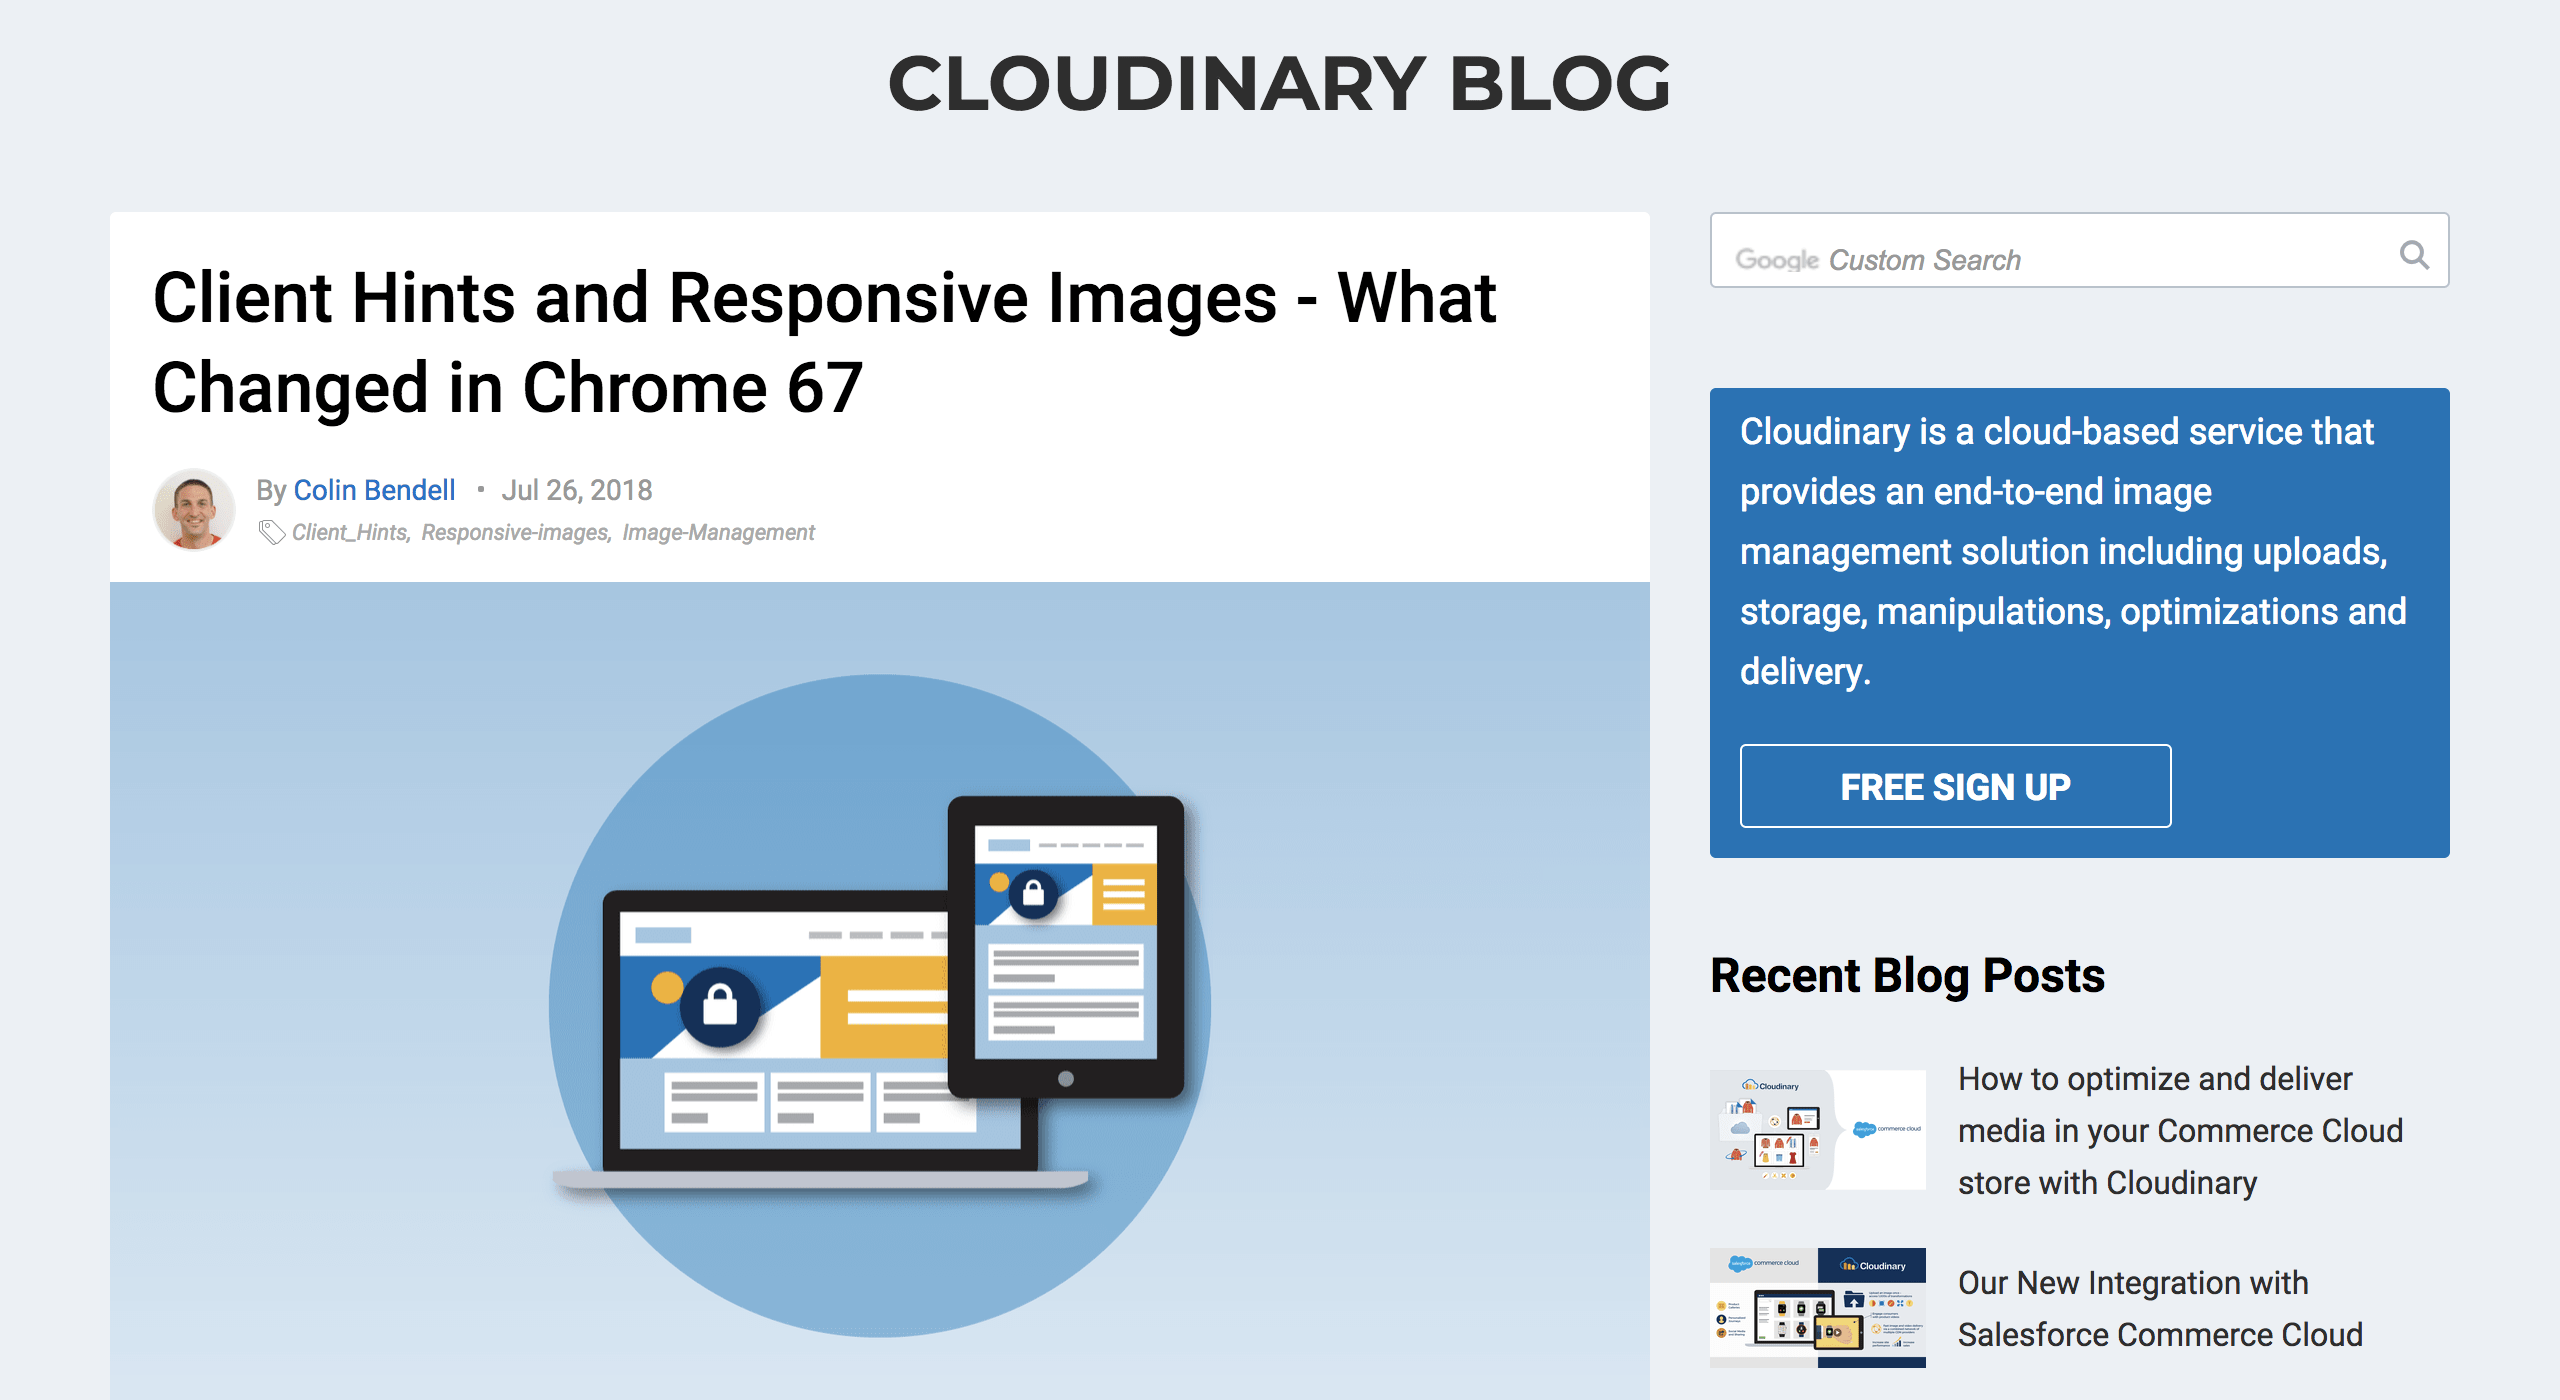 CLOUDINARY BLOG
Client Hints and Responsive Images - What
Changed in Chrome 67
By Colin Bendell • Jul 26, 2018
Client_Hints, Responsive-images, Image-Management
Google Custom Search
Cloudinary is a cloud-based service that
provides an end-to-end image
management solution including uploads,
storage, manipulations, optimizations and
delivery.
FREE SIGN UP
Recent Blog Posts
Cloudinary
salesforce commerce cloud
How to optimize and deliver
media in your Commerce Cloud
store with Cloudinary
salesforce commerce cloud
Cloudinary
Our New Integration with
Salesforce Commerce Cloud